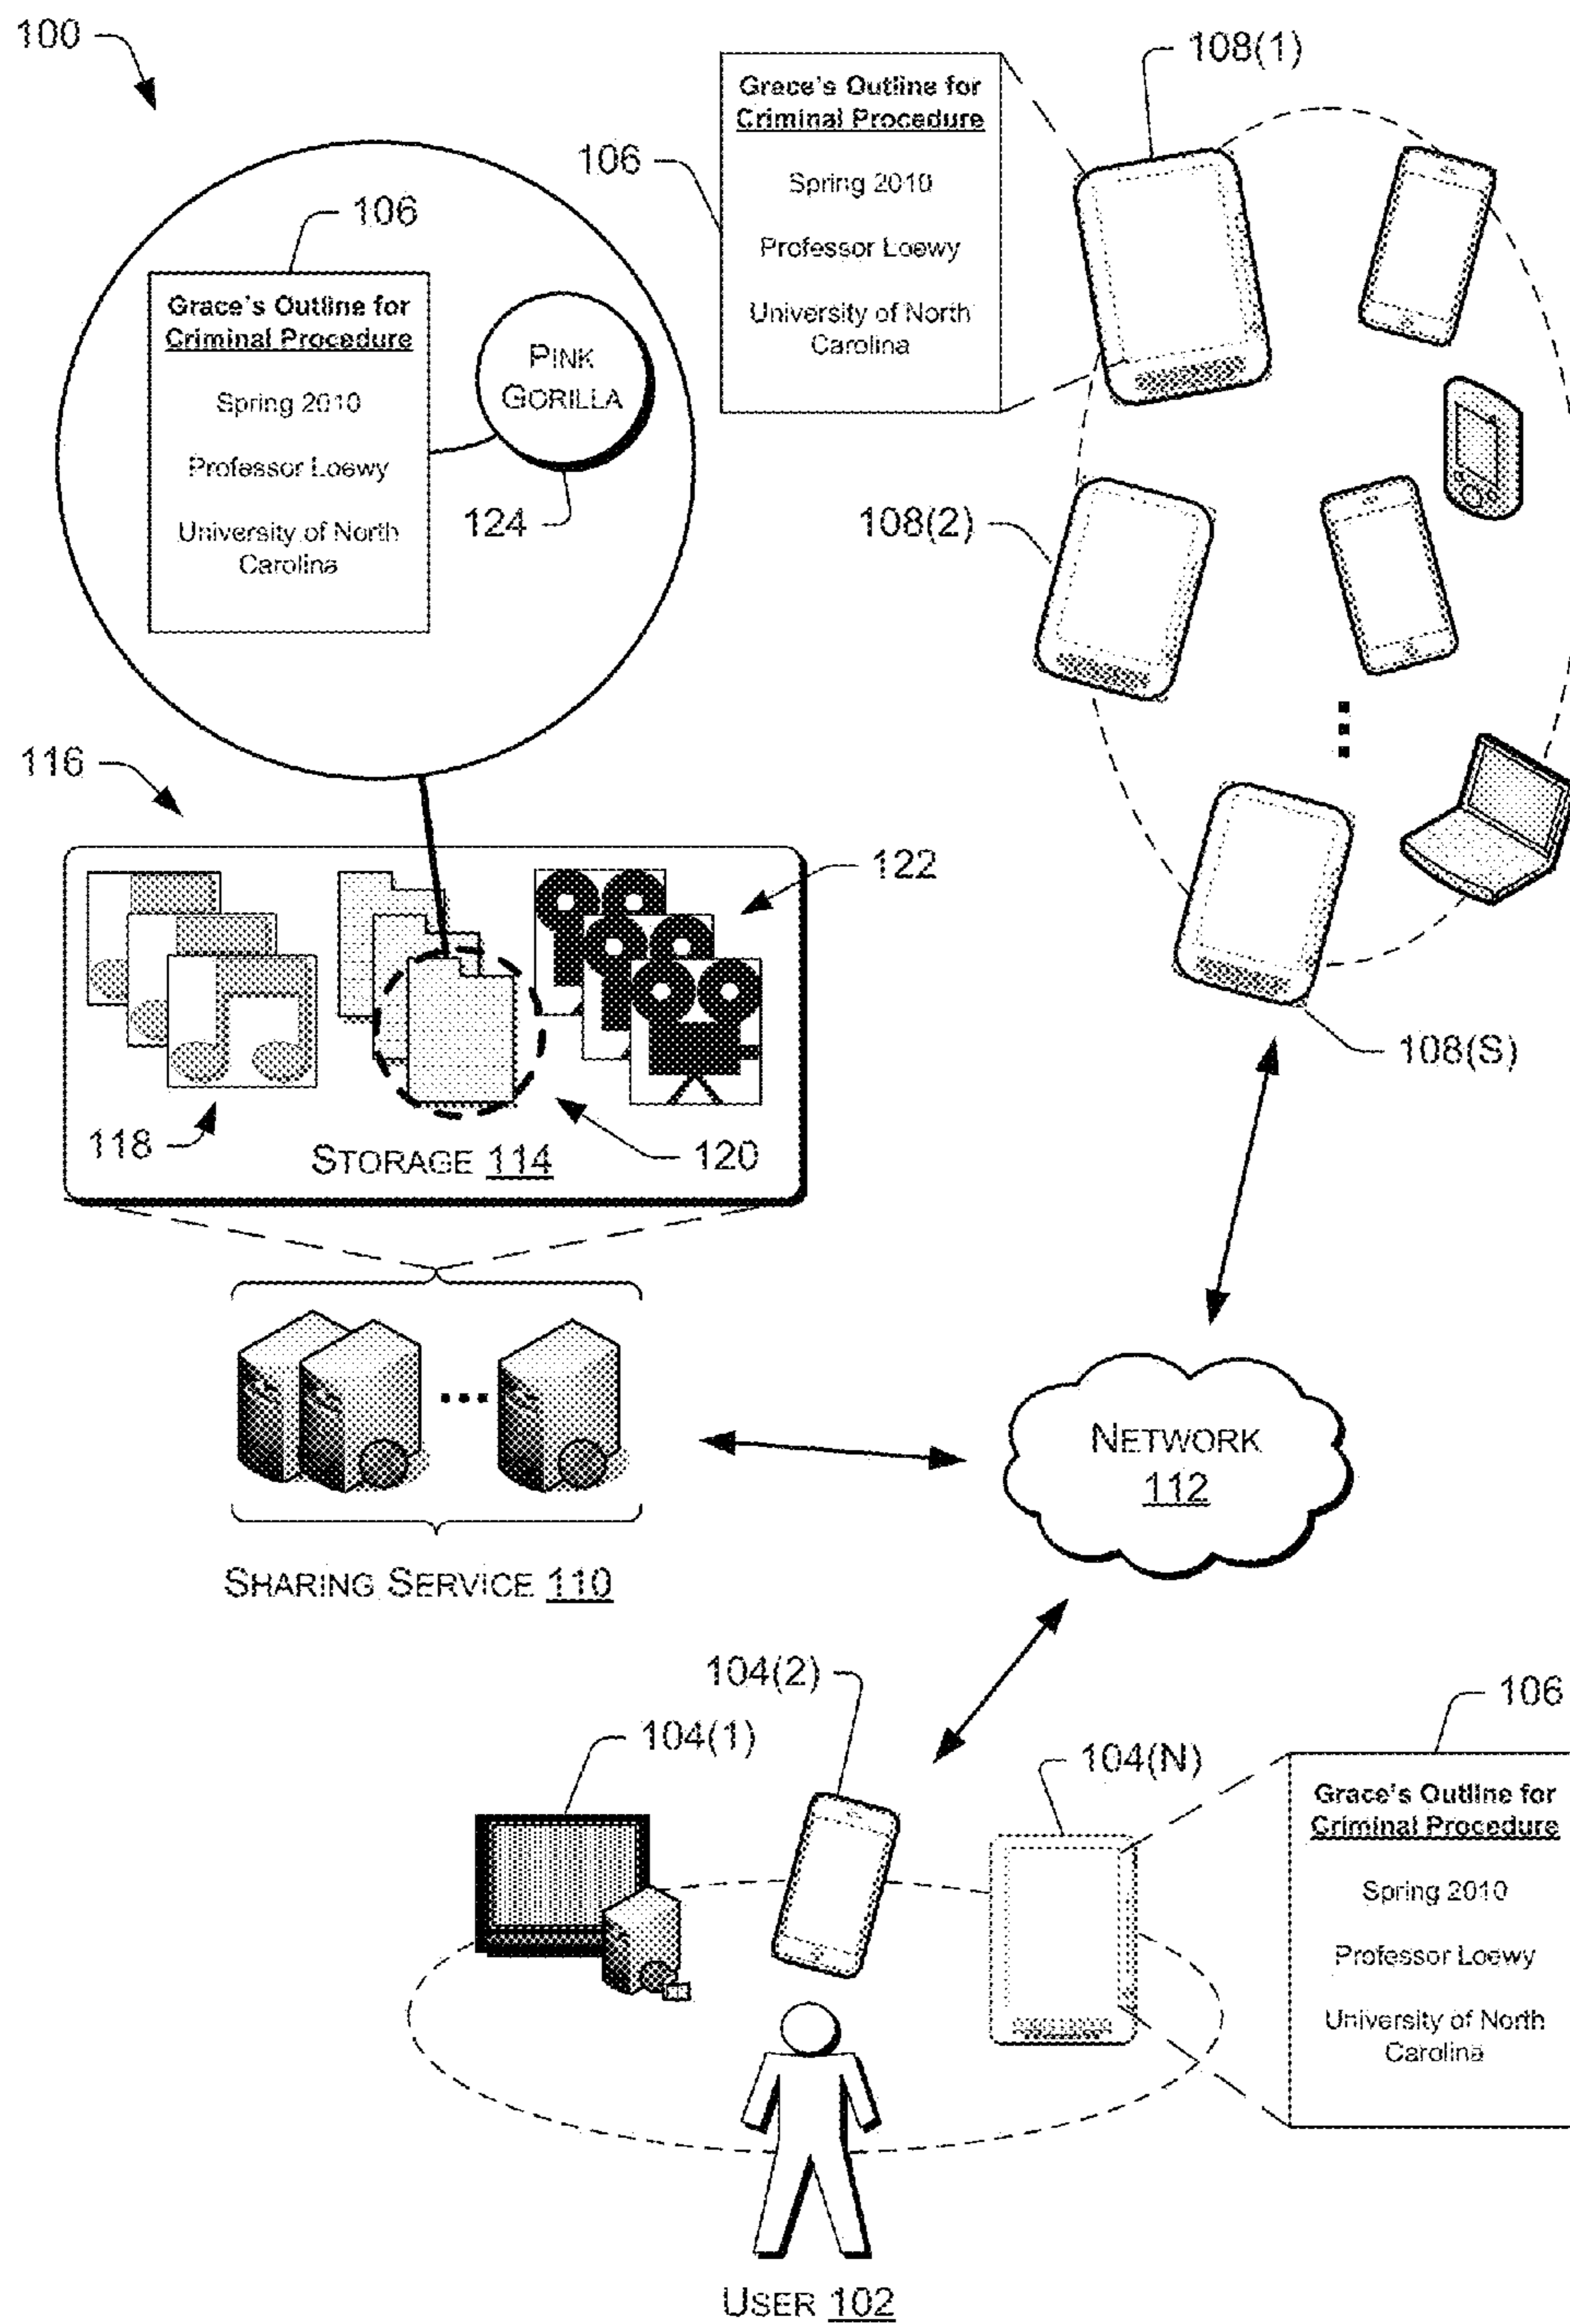 100
108(1)
Grace's Outline for
Criminal Procedure
Spring 2010
Professor Loewy
University of North
Carolina
106
106
Grace's Outline for
Criminal Procedure
Spring 2010
Professor Loewy
University of North
Carolina
PINK
GORILLA
124
108(2)
116
122
118
120
STORAGE 114
108(S)
NETWORK
112
SHARING SERVICE 110
104(2)
104(1)
104(N)
106
Grace's Outline for
Criminal Procedure
Spring 2010
Professor Loewy
University of North
Carolina
USER 102